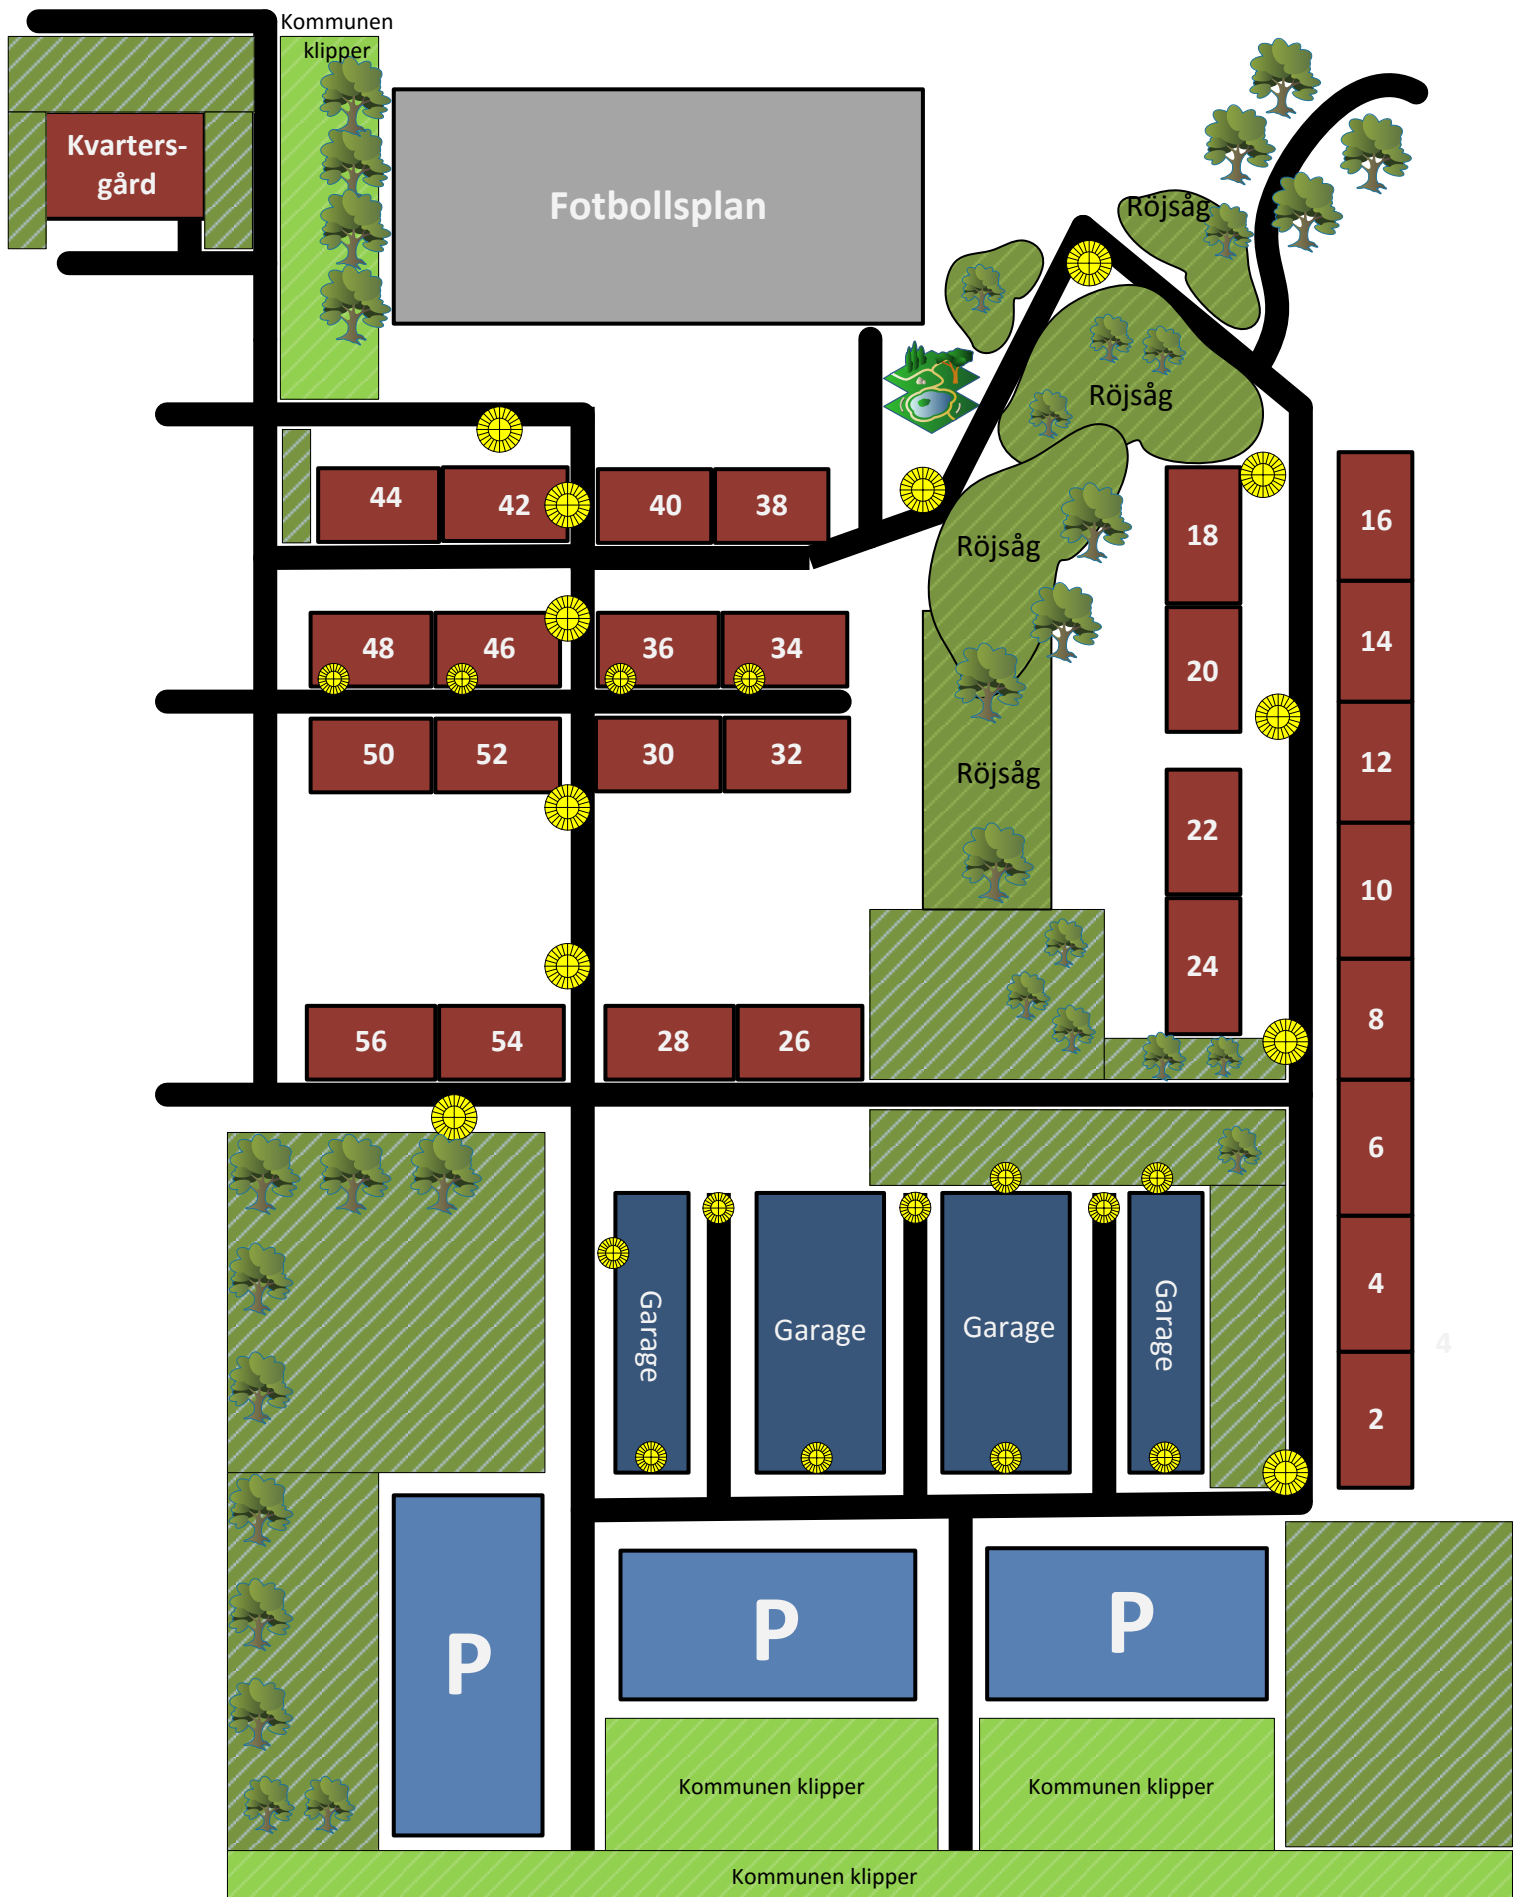 Kommunen
klipper
Kvarters-
gård
Fotbollsplan
Röjsåg
Röjsåg
44
42
40
38
Röjsåg
18
16
48
46
36
34
20
14
50
52
30
32
Röjsåg
12
22
10
24
56
54
28
26
8
6
Garage
Garage
Garage
Garage
4
4
2
P
P
P
Kommunen klipper
Kommunen klipper
Kommunen klipper